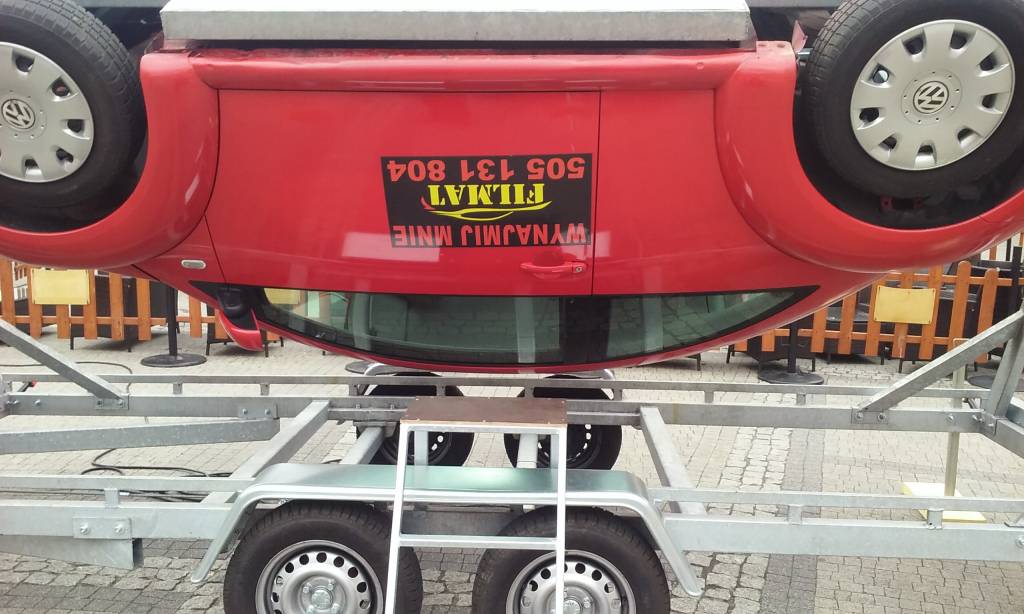 WYNAJMIJ MNIE
FILMAT
505 131 804